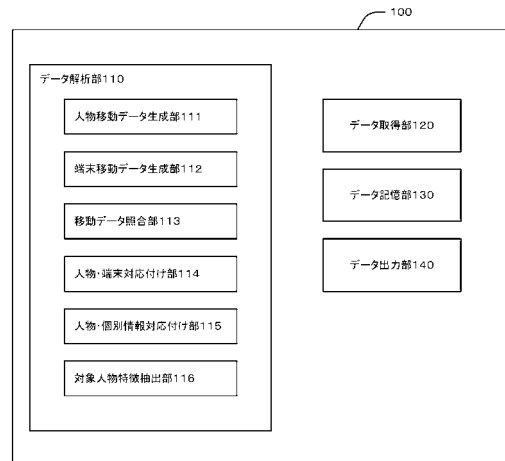 100
データ解析部110
人物移動データ生成部111
端末移動データ生成部112
移動データ照合部113
人物・端末対応付け部114
人物・個別情報対応付け部115
対象人物特徴抽出部116
データ取得部120
データ記憶部130
データ出力部140